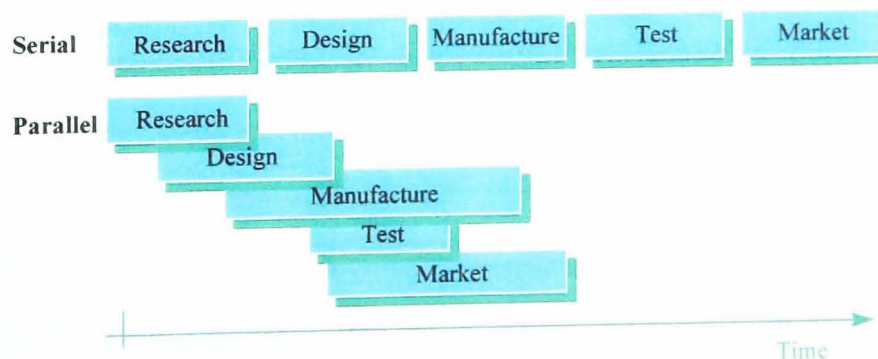 Serial Research Design Manufacture Test Market
Parallel Research
Design
Manufacture
Test
Market
Time